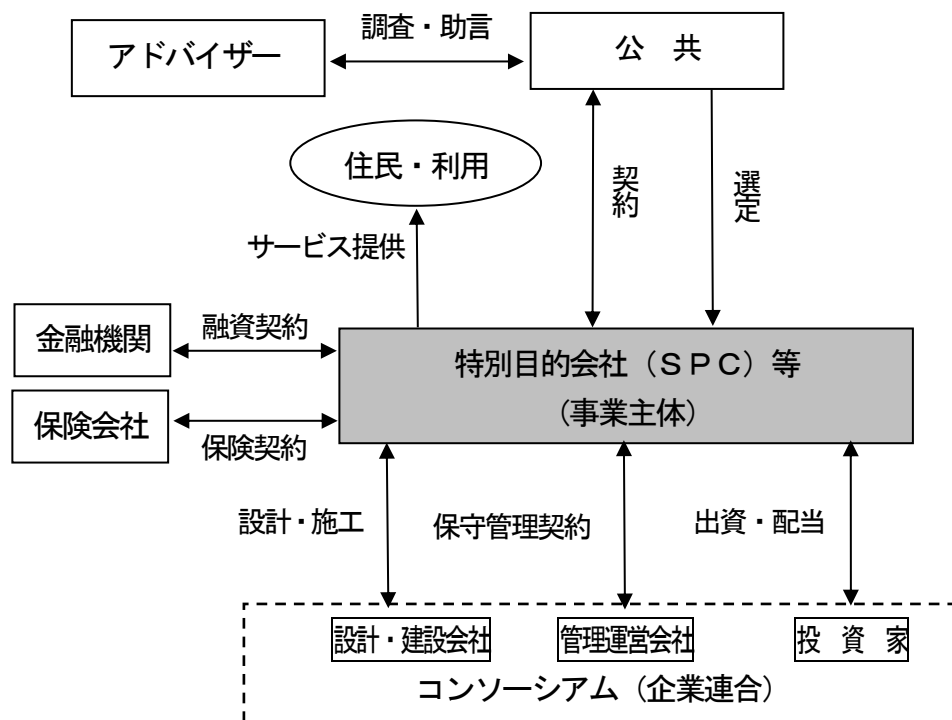 調査・助言
アドバイザー
公　共
住民・利用
契約
選定
サービス提供
金融機関
融資契約
特別目的会社（ＳＰＣ）等
（事業主体）
保険会社
保険契約
設計・施工
保守管理契約
出資・配当
設計・建設会社
管理運営会社
投　資　家
コンソーシアム（企業連合）